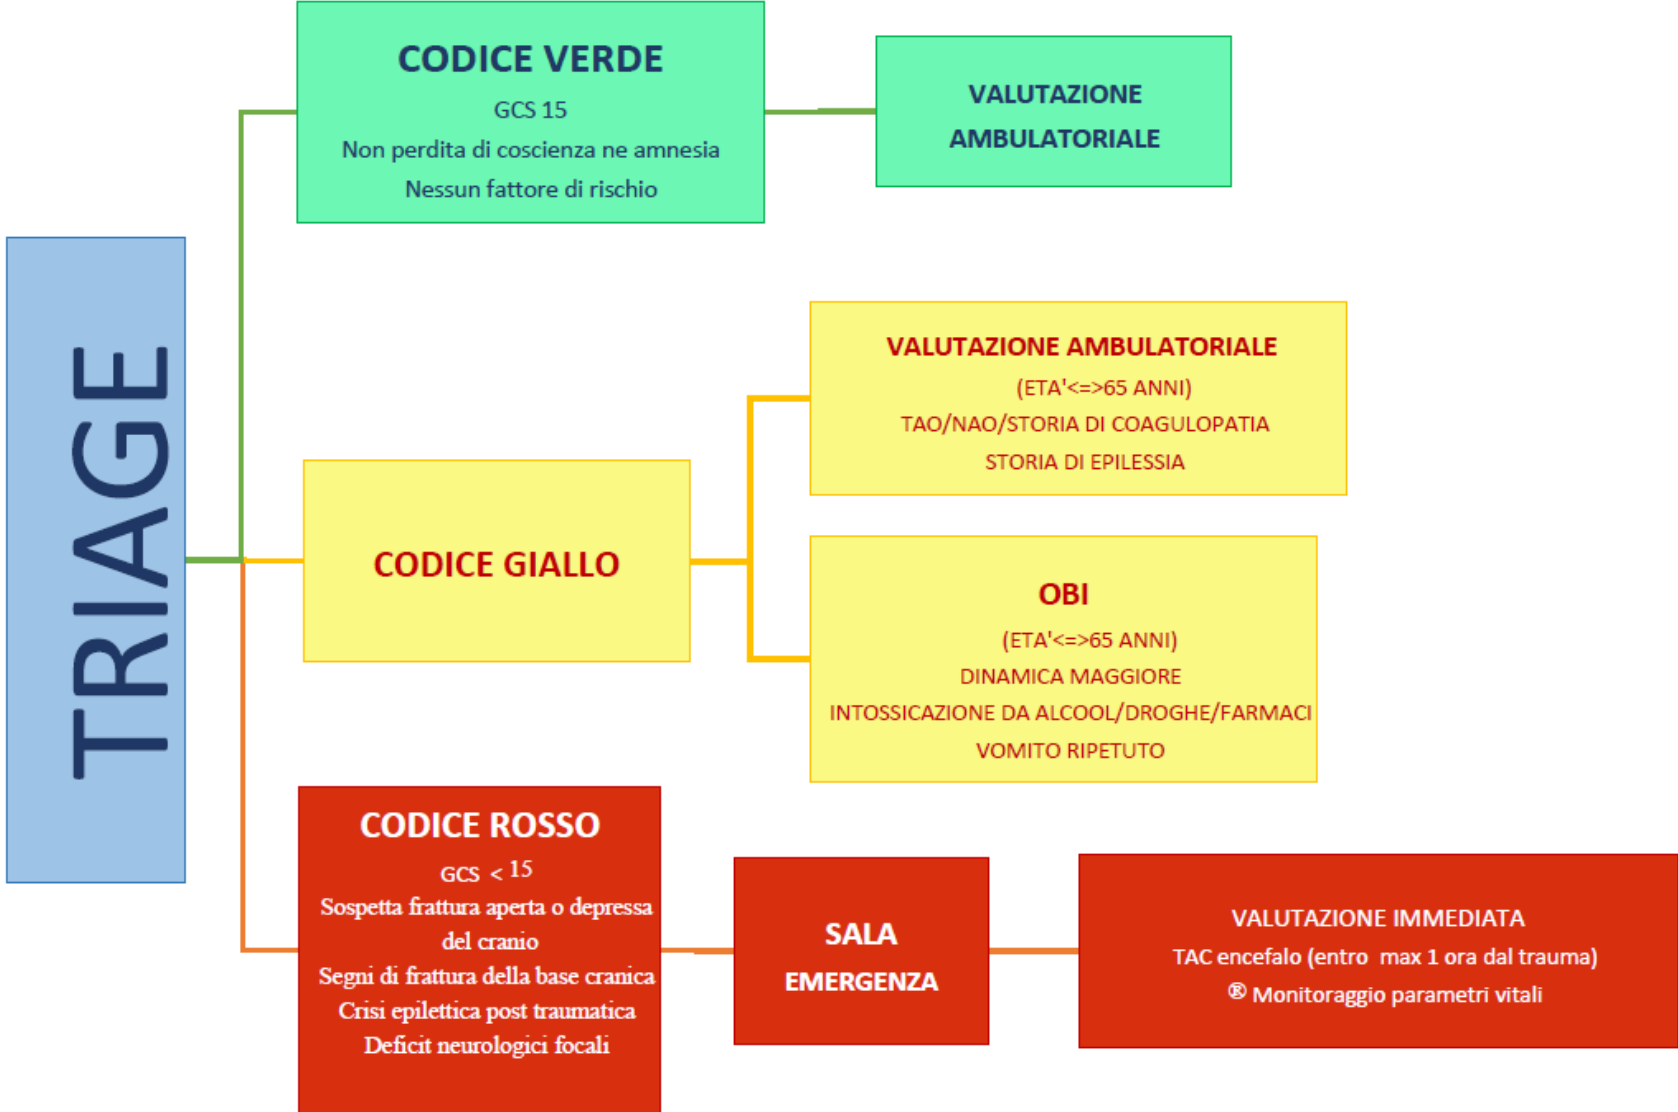 TRIAGE
CODICE VERDE
GCS 15
Non perdita di coscienza ne amnesia
Nessun fattore di rischio
VALUTAZIONE
AMBULATORIALE
CODICE GIALLO
VALUTAZIONE AMBULATORIALE
(ETA'<=>65 ANNI)
TAO/NAO/STORIA DI COAGULOPATIA
STORIA DI EPILESSIA
OBI
(ETA'<=>65 ANNI)
DINAMICA MAGGIORE
INTOSSICAZIONE DA ALCOOL/DROGHE/FARMACI
VOMITO RIPETUTO
CODICE ROSSO
GCS < 15
Sospetta frattura aperta o depressa
del cranio
Segni di frattura della base cranica
Crisi epilettica post traumatica
Deficit neurologici focali
SALA
EMERGENZA
VALUTAZIONE IMMEDIATA
TAC encefalo (entro max 1 ora dal trauma)
® Monitoraggio parametri vitali